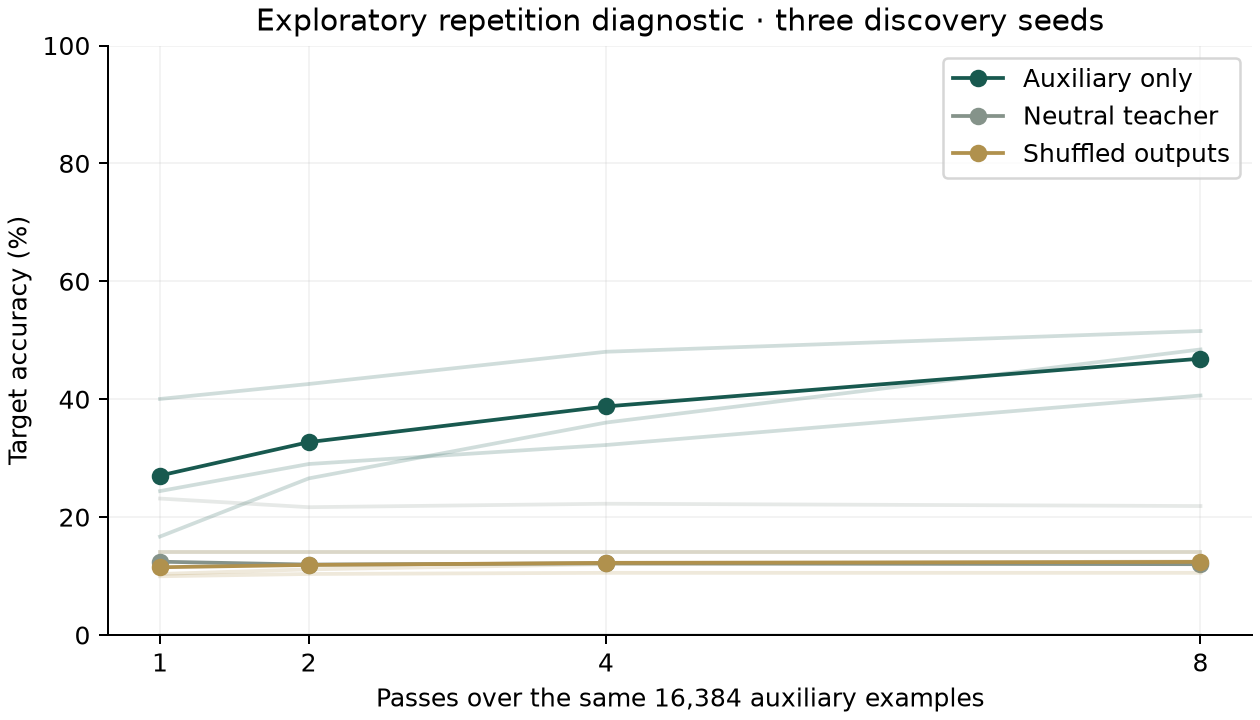 Exploratory repetition diagnostic · three discovery seeds
100
80
60
40
20
0
Target accuracy (%)
Auxiliary only
Neutral teacher
Shuffled outputs
1 2 4 8
Passes over the same 16,384 auxiliary examples